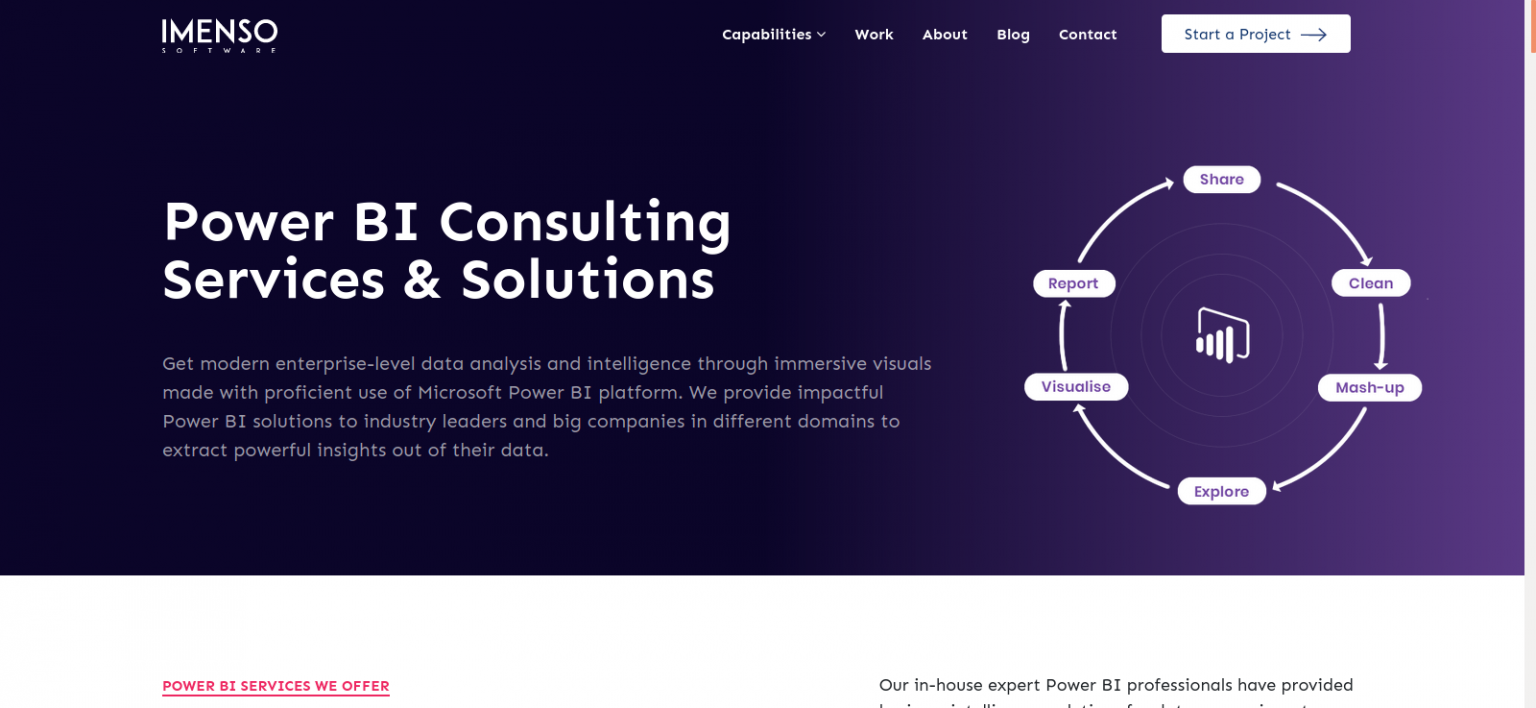 IMENSO
SOFTWARE
Capabilities
Work
About
Blog
Contact
Start a Project
Power BI Consulting
Services & Solutions
Get modern enterprise-level data analysis and intelligence through immersive visuals
made with proficient use of Microsoft Power BI platform. We provide impactful
Power BI solutions to industry leaders and big companies in different domains to
extract powerful insights out of their data.
Share
Clean
Mash-up
Explore
Visualise
Report
POWER BI SERVICES WE OFFER
Our in-house expert Power BI professionals have provided